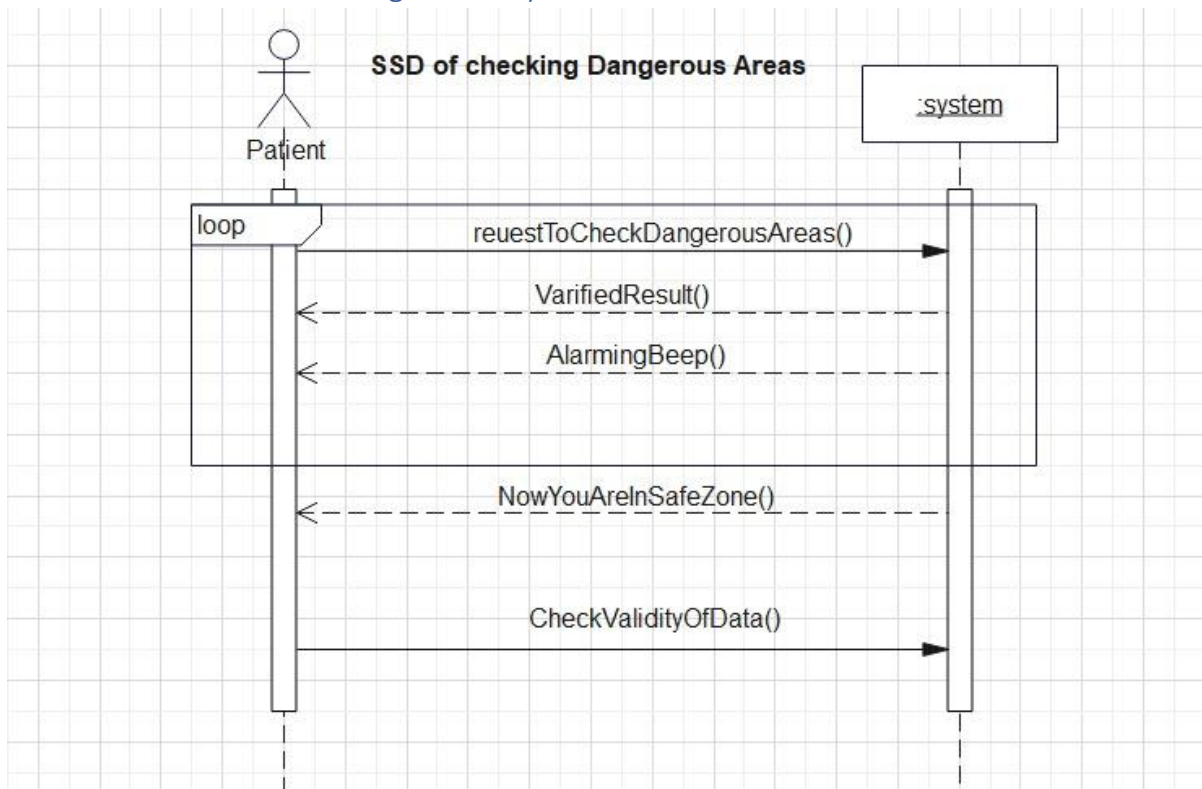 SSD of checking Dangerous Areas
:system
Patient
loop
reuestToCheckDangerousAreas()
VarifiedResult()
AlarmingBeep()
NowYouAreInSafeZone()
CheckValidityOfData()